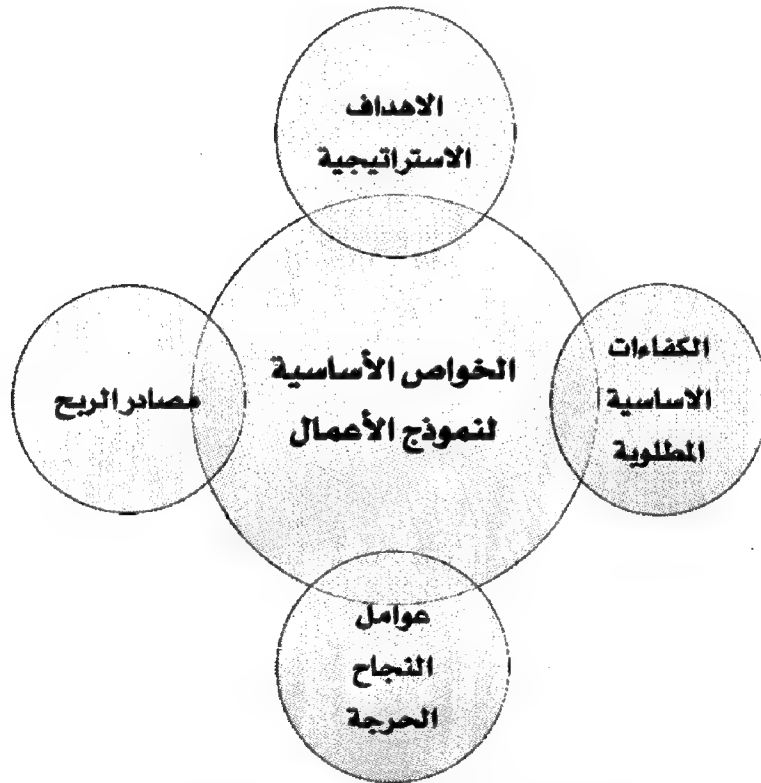 الاهداف
الاستراتيجية
الخواص الأساسية
لنموذج الأعمال
الكفاءات
الاساسية
المطلوبة
مصادر الربح
عوامل
النجاح
الحرجة